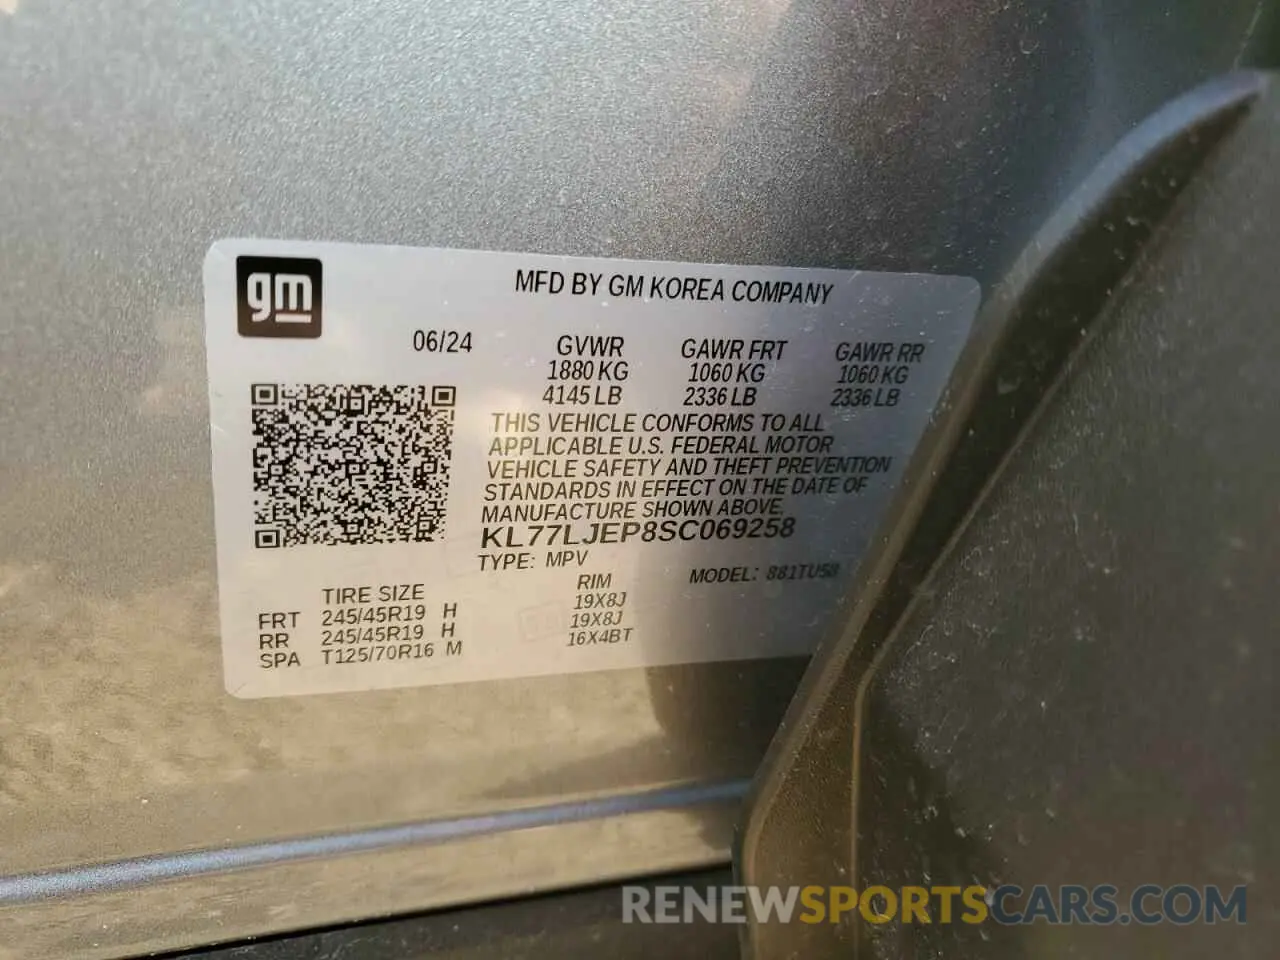 gm
MFD BY GM KOREA COMPANY
06/24 GVWR GAWR FRT GAWR RR
1880 KG 1060 KG 1060 KG
4145 LB 2336 LB 2336 LB
THIS VEHICLE CONFORMS TO ALL
APPLICABLE U.S. FEDERAL MOTOR
VEHICLE SAFETY AND THEFT PREVENTION
STANDARDS IN EFFECT ON THE DATE OF
MANUFACTURE SHOWN ABOVE.
KL77LJEP8SC069258
TYPE: MPV MODEL: 881TU58
TIRE SIZE RIM
FRT 245/45R19 H 19X8J
RR 245/45R19 H 19X8J
SPA T125/70R16 M 16X4BT
RENEWSPORTSCARS.COM